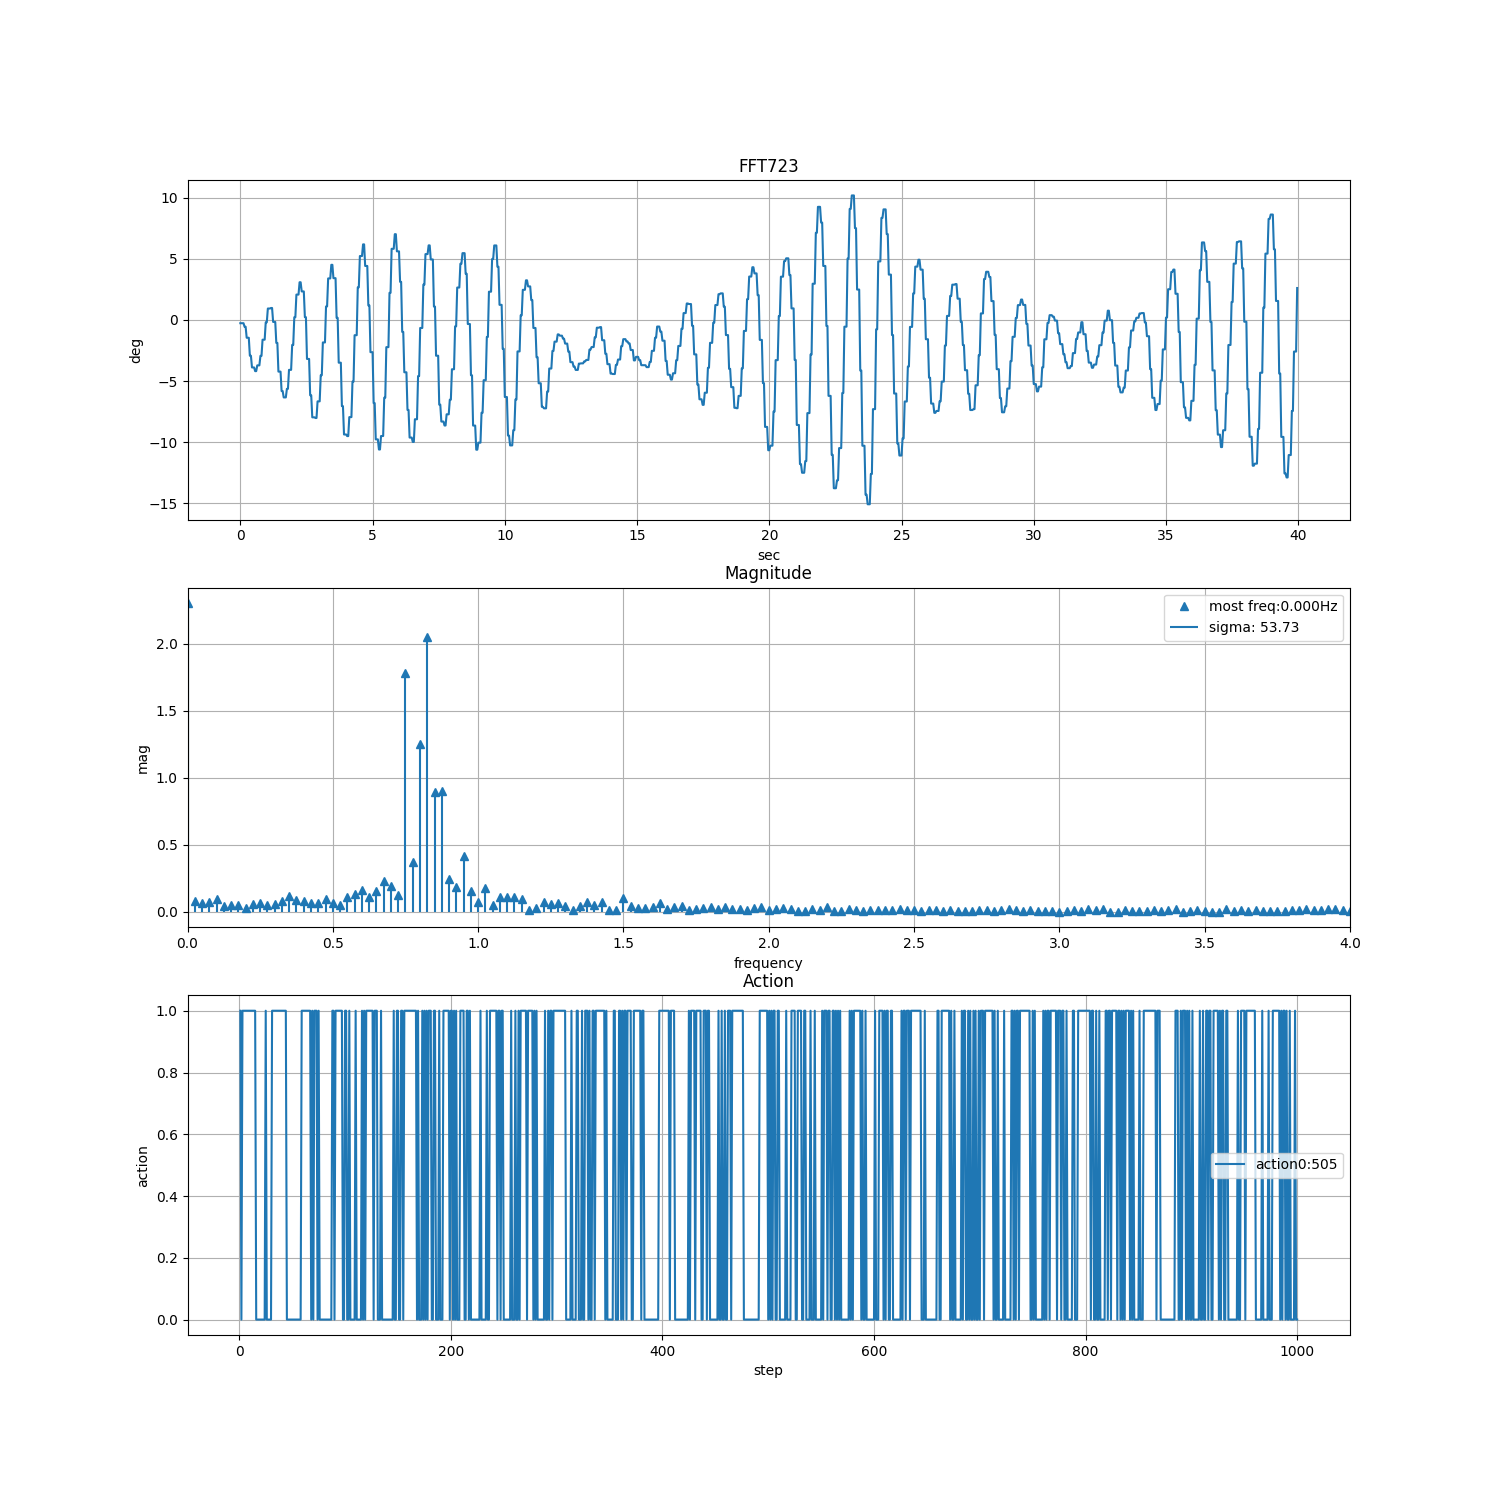 FFT723
10
5
0
−5
−10
−15
deg
0 5 10 15 20 25 30 35 40
sec
Magnitude
most freq:0.000Hz
sigma: 53.73
2.0
1.5
1.0
0.5
0.0
mag
0.0 0.5 1.0 1.5 2.0 2.5 3.0 3.5 4.0
frequency
Action
1.0
0.8
0.6
0.4
0.2
0.0
action
action0:505
0 200 400 600 800 1000
step